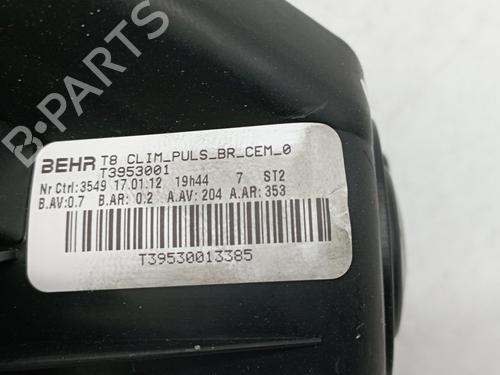 B-PARTS
BEHR T8 CLIM_PULS_BR_CEM_0
T3953001
Nr Ctrl:3549 17.01.12 19h44 7 ST2
B.AV:0.7 B.AR: 0.2 A.AV: 204 A.AR: 353
T39530013385